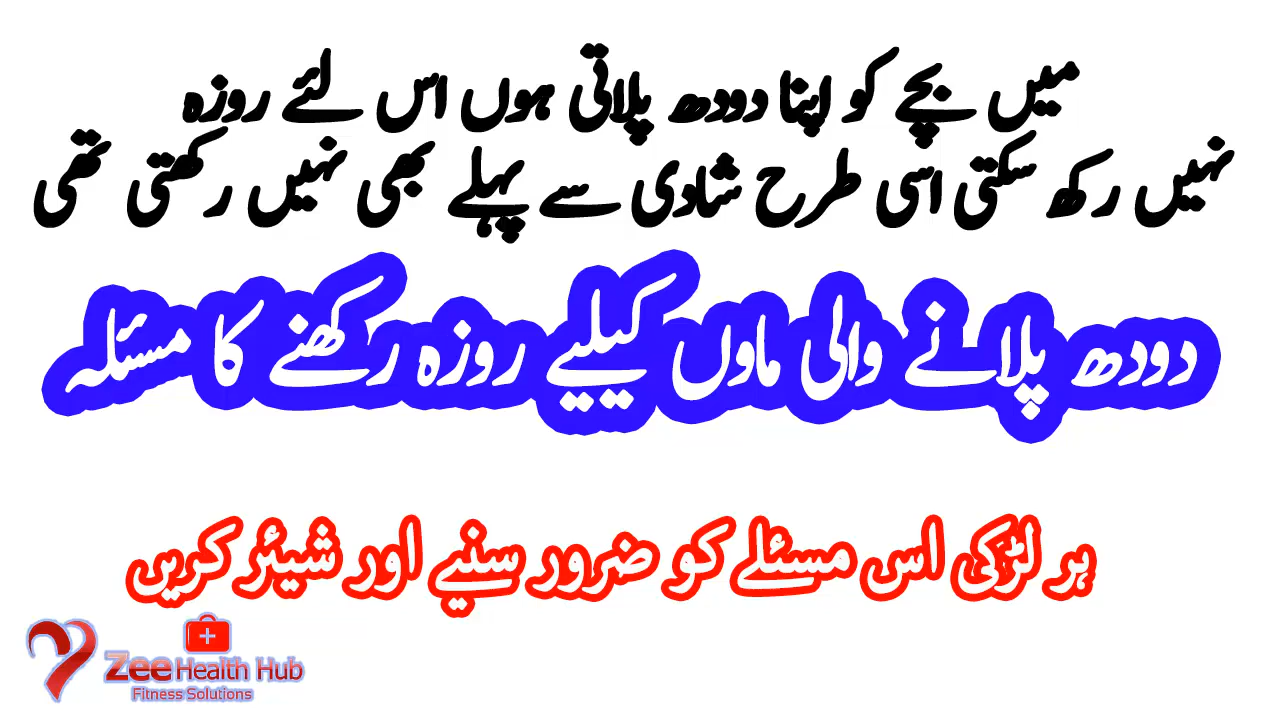 میں بچے کو اپنا دودھ پلاتی ہوں اس لئے روزہ
نہیں رکھ سکتی اسی طرح شادی سے پہلے بھی نہیں رکھتی تھی
دودھ پلانے والی ماوں کیلیے روزہ رکھنے کا مسئلہ
ہر لڑکی اس مسئلے کو ضرور سنیے اور شیئر کریں
Zee Health Hub
Fitness Solutions